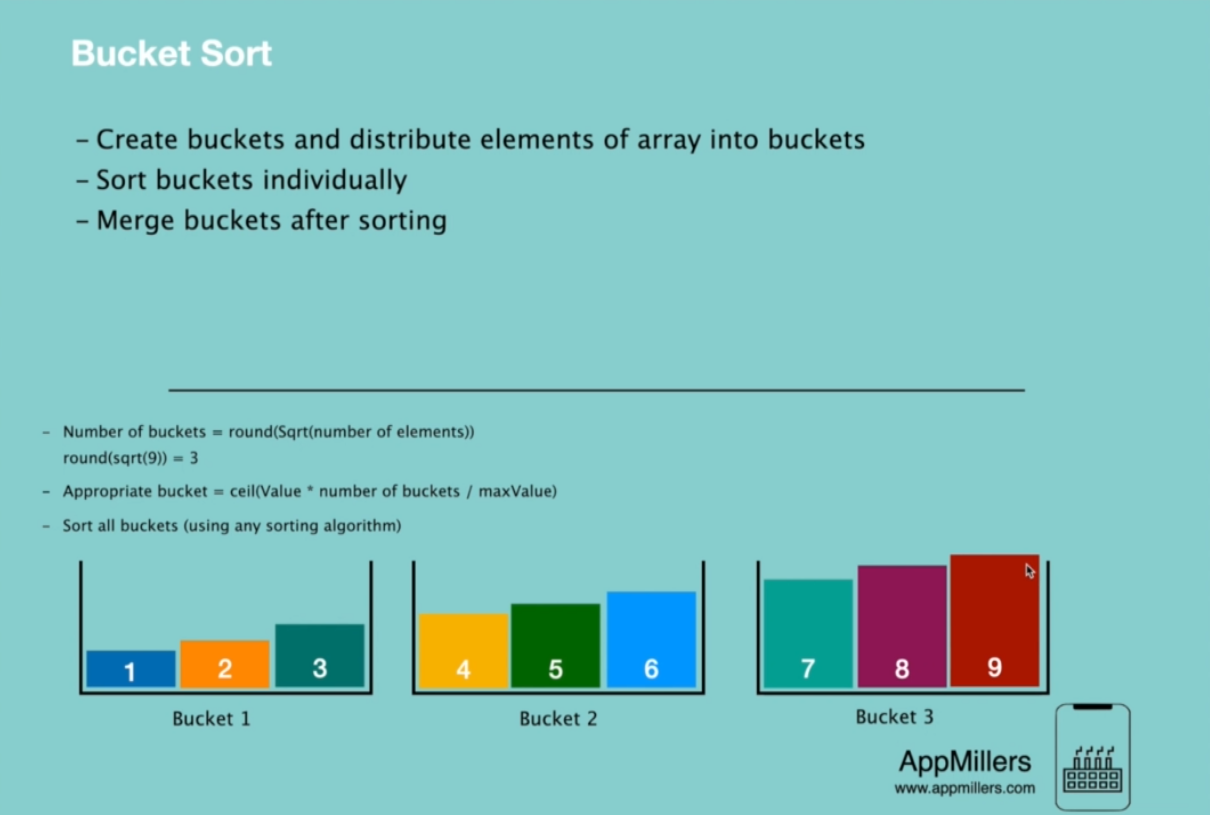 Bucket Sort
– Create buckets and distribute elements of array into buckets
– Sort buckets individually
– Merge buckets after sorting
– Number of buckets = round(Sqrt(number of elements))
round(sqrt(9)) = 3
– Appropriate bucket = ceil(Value * number of buckets / maxValue)
– Sort all buckets (using any sorting algorithm)
1 2 3 4 5 6 7 8 9
Bucket 1 Bucket 2 Bucket 3
AppMillers
www.appmillers.com